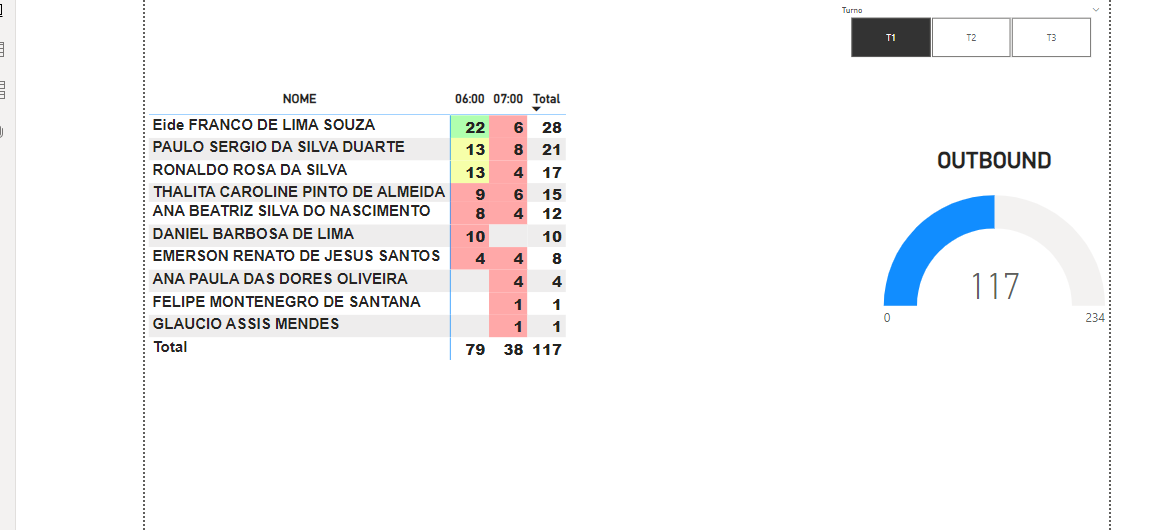 Turno
T1 T2 T3
NOME 06:00 07:00 Total
Eide FRANCO DE LIMA SOUZA 22 6 28
PAULO SERGIO DA SILVA DUARTE 13 8 21
RONALDO ROSA DA SILVA 13 4 17
THALITA CAROLINE PINTO DE ALMEIDA 9 6 15
ANA BEATRIZ SILVA DO NASCIMENTO 8 4 12
DANIEL BARBOSA DE LIMA 10 10
EMERSON RENATO DE JESUS SANTOS 4 4 8
ANA PAULA DAS DORES OLIVEIRA 4 4
FELIPE MONTENEGRO DE SANTANA 1 1
GLAUCIO ASSIS MENDES 1 1
Total 79 38 117
OUTBOUND
117
0 234